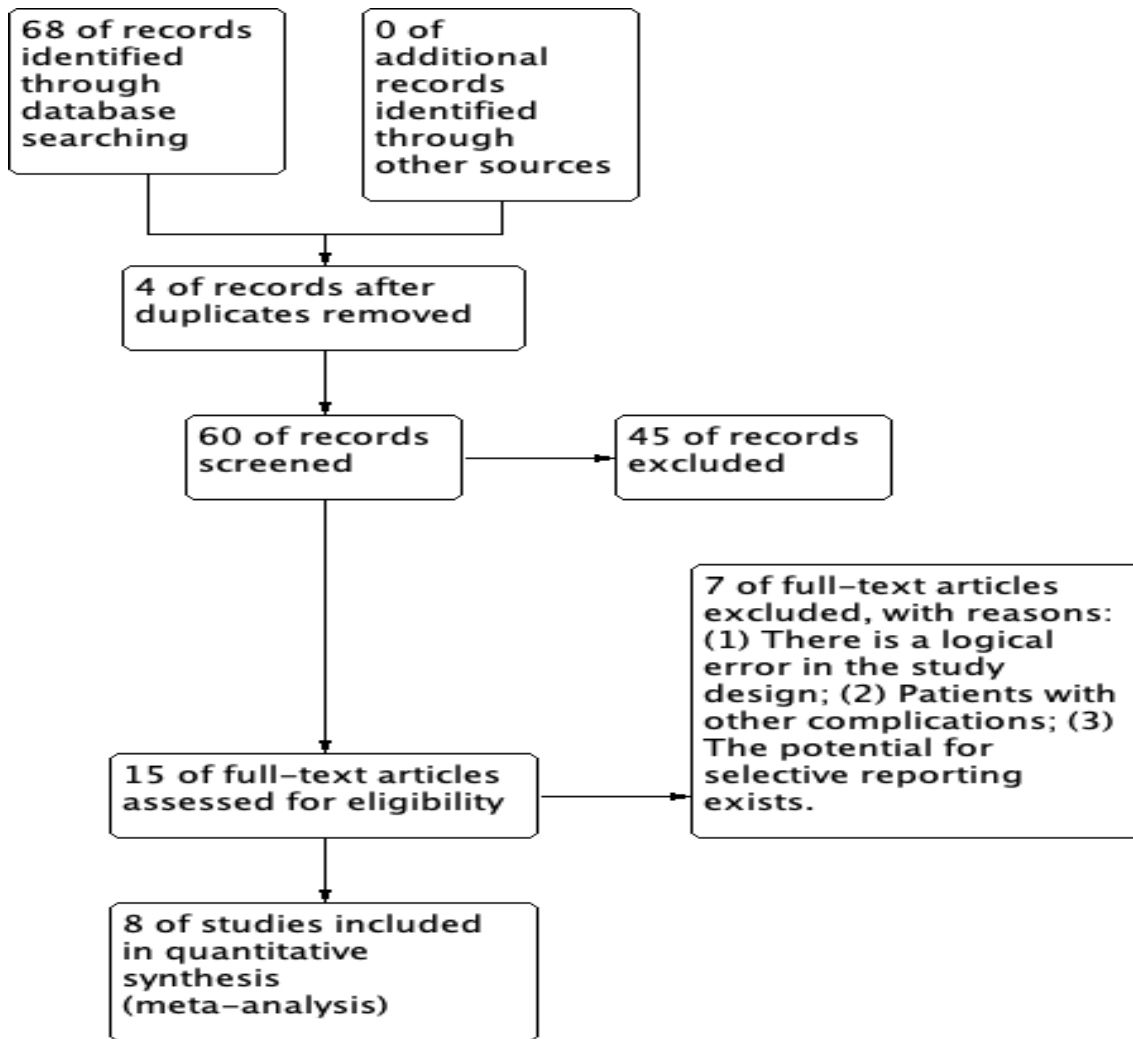 68 of records
identified
through
database
searching
0 of
additional
records
identified
through
other sources
4 of records after
duplicates removed
60 of records
screened
45 of records
excluded
7 of full-text articles
excluded, with reasons:
(1) There is a logical
error in the study
design; (2) Patients with
other complications; (3)
The potential for
selective reporting
exists.
15 of full-text articles
assessed for eligibility
8 of studies included
in quantitative
synthesis
(meta-analysis)